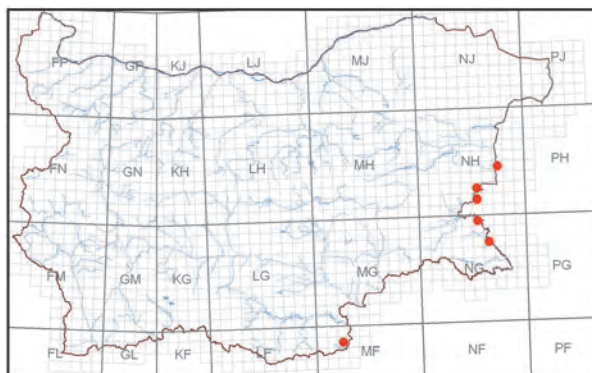 FP GP KJ LJ MJ NJ PJ
FN GN KH LH MH NH PH
FM GM KG LG MG NG PG
FL GL KF LF MF NF PF